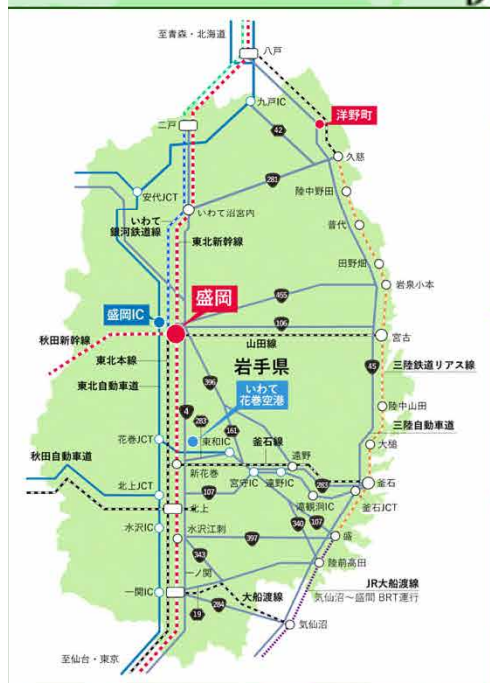 至青森・北海道
八戸
九戸IC
洋野町
二戸
42
久慈
281
陸中野田
安代JCT
いわて沼宮内
普代
いわて
銀河鉄道線
東北新幹線
田野畑
岩泉小本
盛岡
455
盛岡IC
106
秋田新幹線
山田線
宮古
東北本線
岩手県
45
三陸鉄道リアス線
東北自動車道
396
いわて
花巻空港
4
283
陸中山田
161
三陸自動車道
花巻JCT
東和IC
釜石線
大槌
秋田自動車道
遠野
新花巻
宮守IC
遠野IC
283
釜石
北上JCT
107
滝観洞IC
釜石JCT
北上
340
107
水沢IC
水沢江刺
397
盛
343
一ノ関
陸前高田
一関IC
大船渡線
JR大船渡線
284
気仙沼〜盛間 BRT運行
19
気仙沼
至仙台・東京